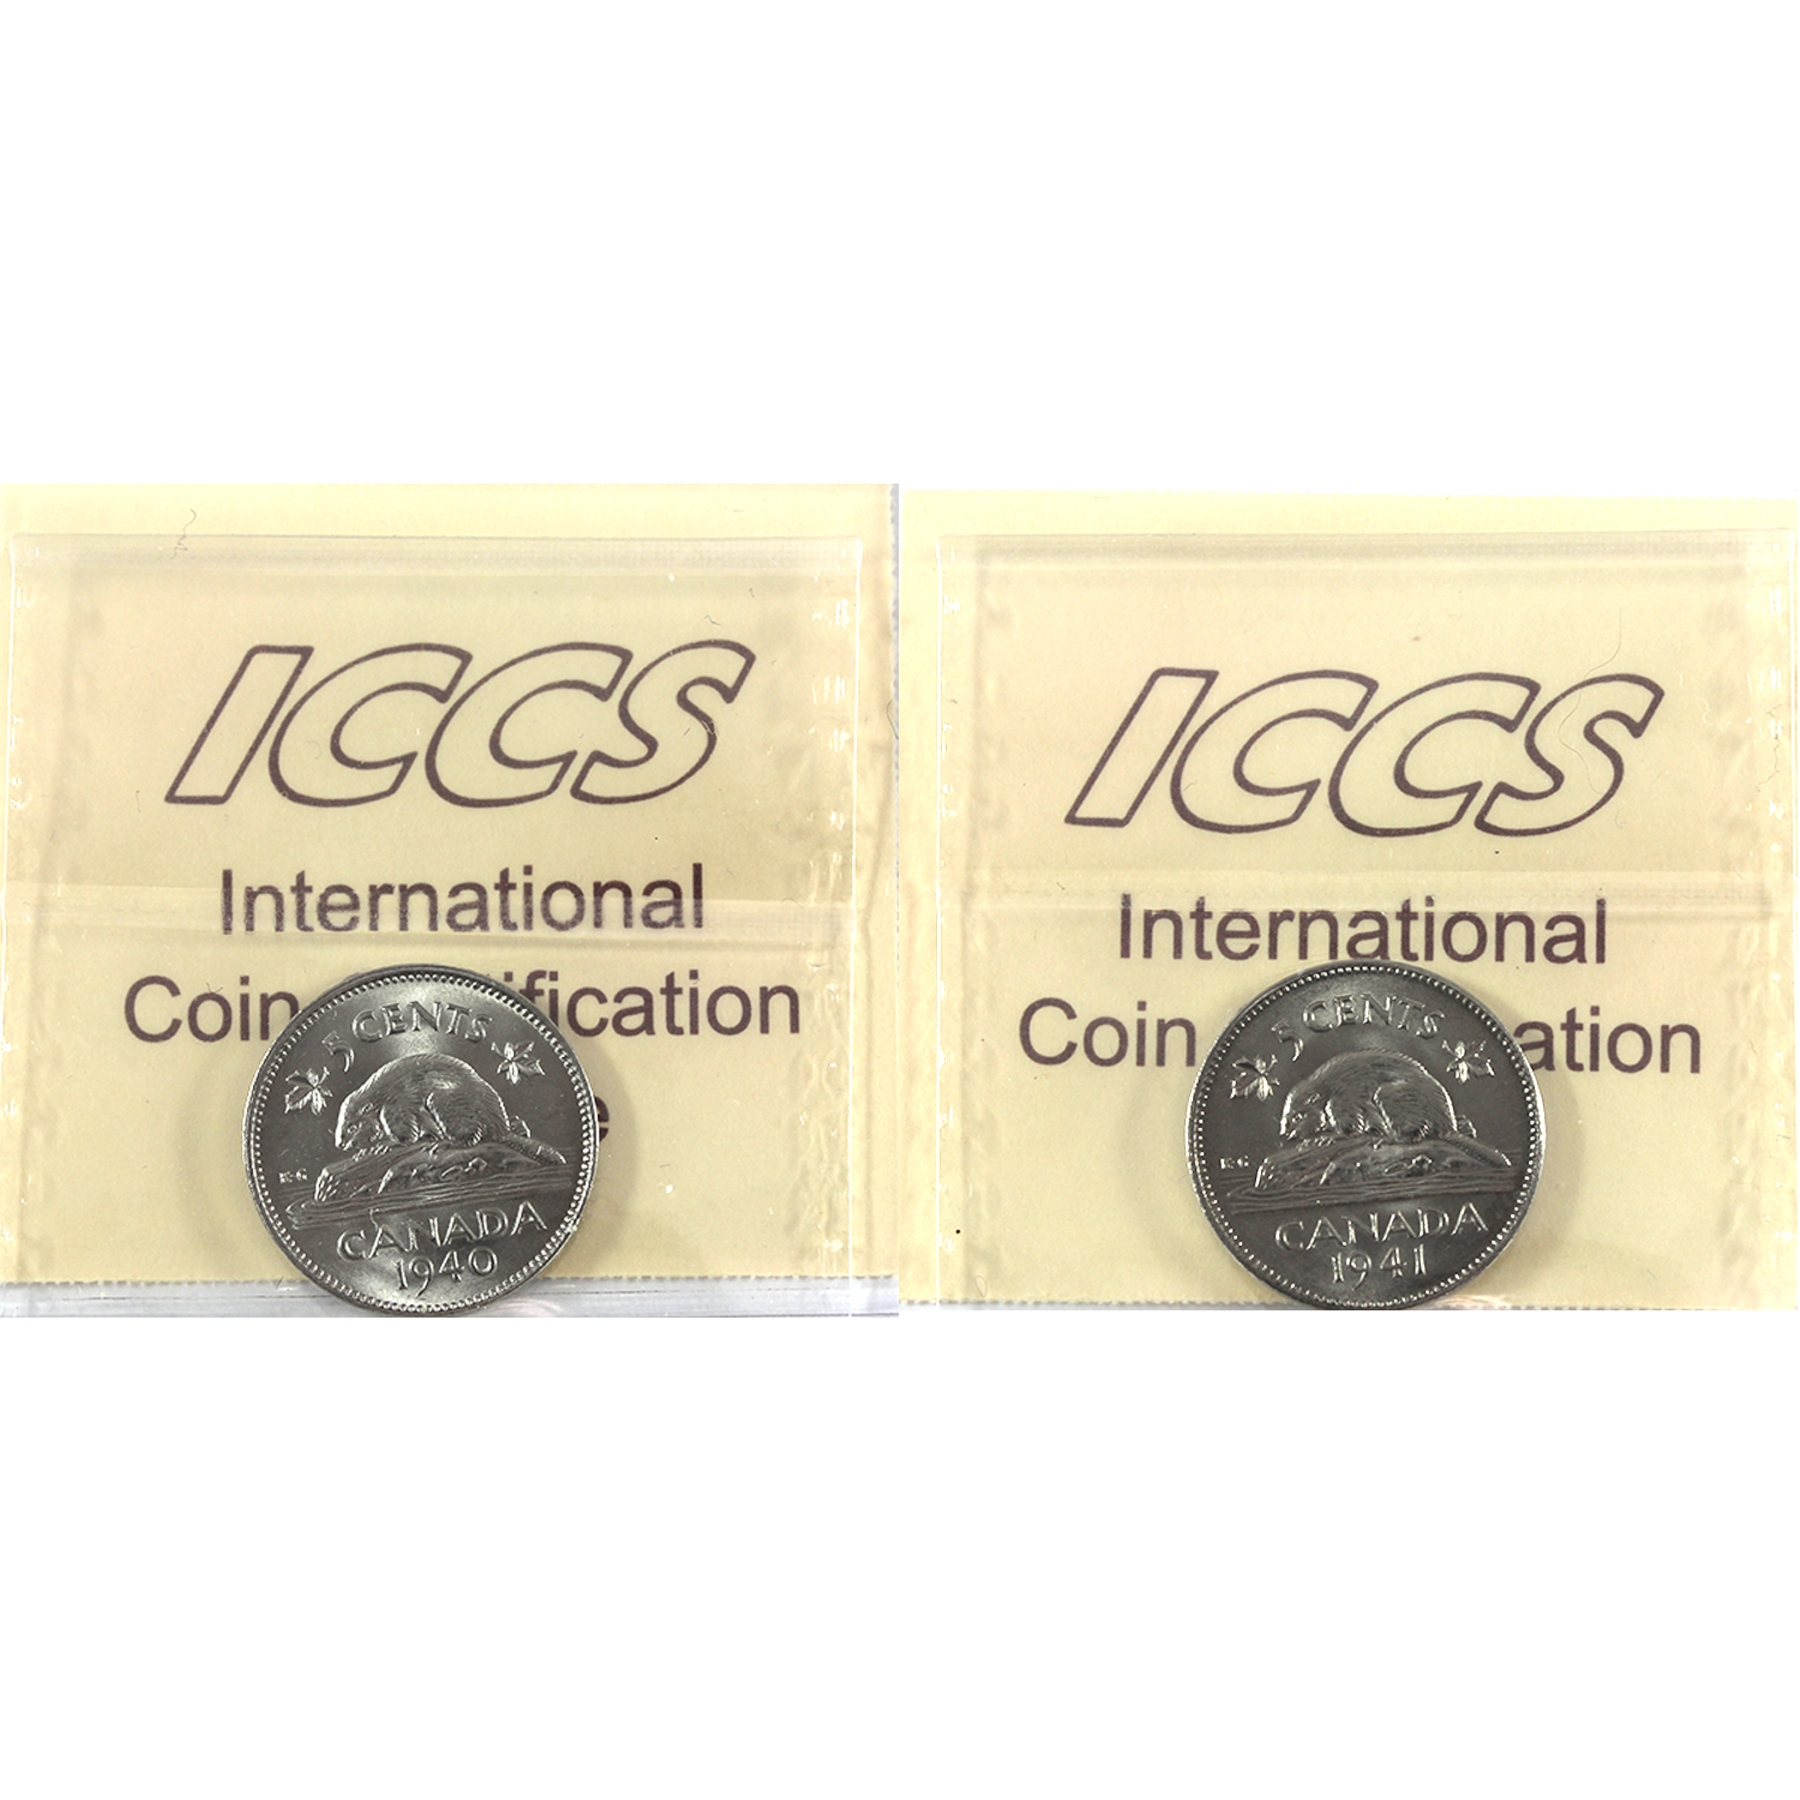 ICCS
International
Coin ification
e
5 CENTS
K·G
CANADA
1940
ICCS
International
Coin ation
5 CENTS
K·G
CANADA
1941